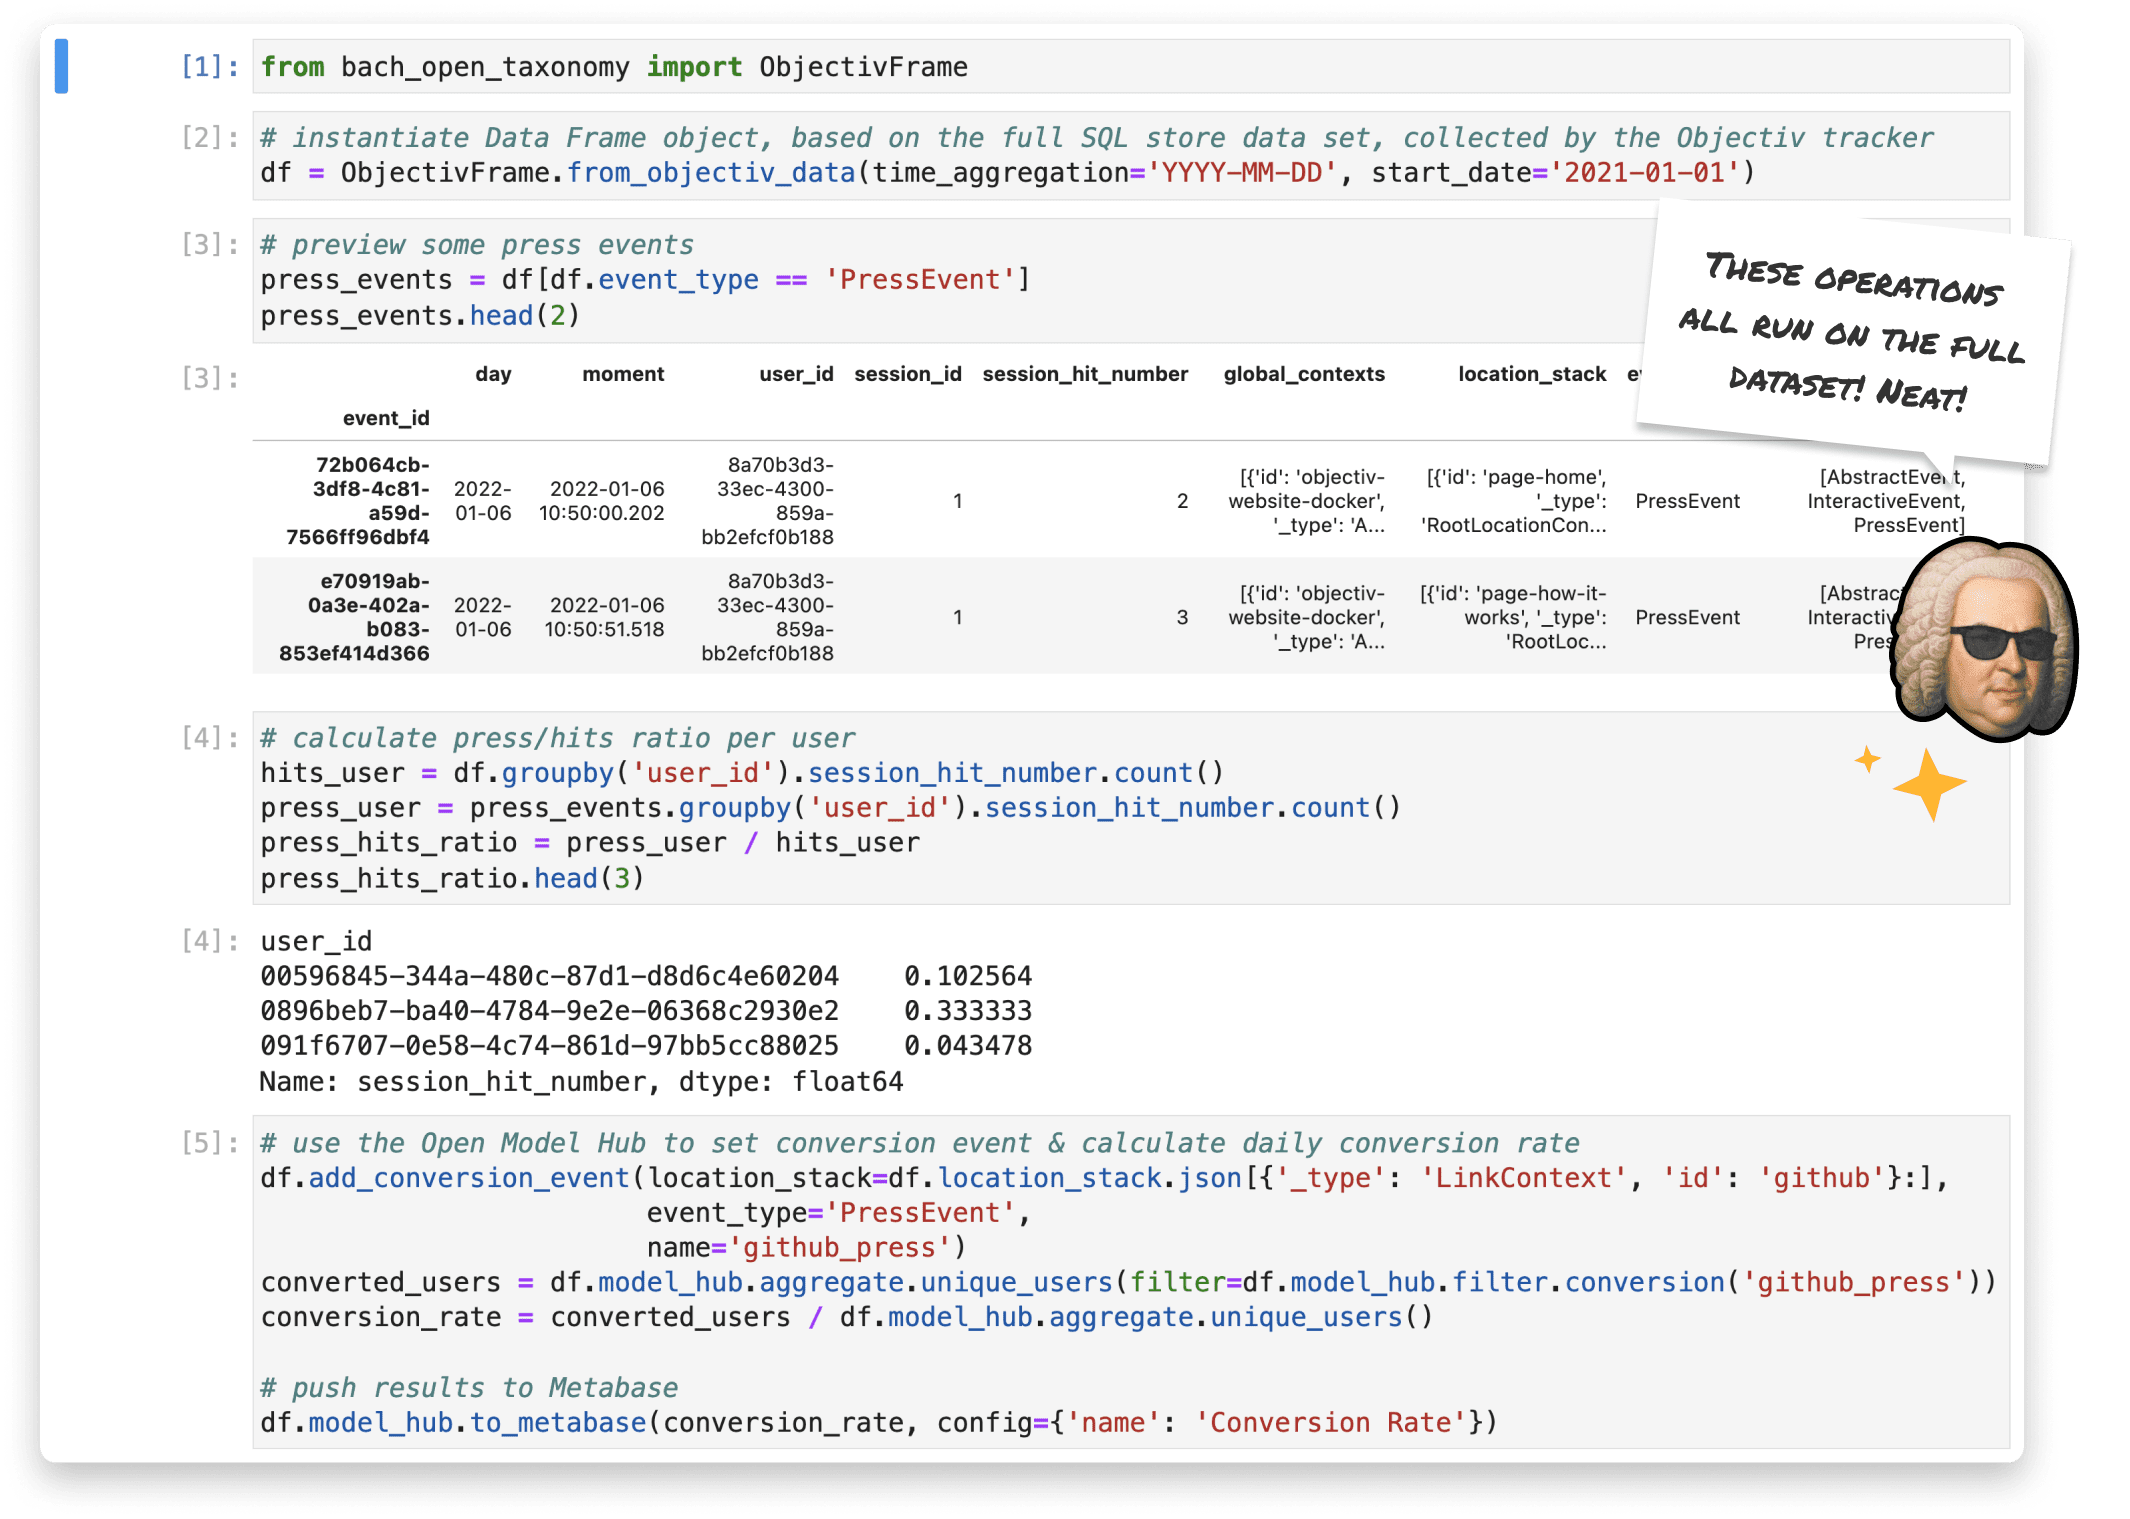 [1]: from bach_open_taxonomy import ObjectivFrame
[2]: # instantiate Data Frame object, based on the full SQL store data set, collected by the Objectiv tracker
df = ObjectivFrame.from_objectiv_data(time_aggregation='YYYY-MM-DD', start_date='2021-01-01')
[3]: # preview some press events
press_events = df[df.event_type == 'PressEvent']
press_events.head(2)
THESE OPERATIONS
ALL RUN ON THE FULL
DATASET! NEAT!
[3]: day moment user_id session_id session_hit_number global_contexts location_stack
event_id
72b064cb-
3df8-4c81-
a59d-
7566ff96dbf4
2022-
01-06
2022-01-06
10:50:00.202
8a70b3d3-
33ec-4300-
859a-
bb2efcf0b188
1
2
[{'id': 'objectiv-
website-docker',
'_type': 'A...
[{'id': 'page-home',
'_type':
'RootLocationCon...
PressEvent
[AbstractEvent,
InteractiveEvent,
PressEvent]
e70919ab-
0a3e-402a-
b083-
853ef414d366
2022-
01-06
2022-01-06
10:50:51.518
8a70b3d3-
33ec-4300-
859a-
bb2efcf0b188
1
3
[{'id': 'objectiv-
website-docker',
'_type': 'A...
[{'id': 'page-how-it-
works', '_type':
'RootLoc...
PressEvent
[4]: # calculate press/hits ratio per user
hits_user = df.groupby('user_id').session_hit_number.count()
press_user = press_events.groupby('user_id').session_hit_number.count()
press_hits_ratio = press_user / hits_user
press_hits_ratio.head(3)
[4]: user_id
00596845-344a-480c-87d1-d8d6c4e60204 0.102564
0896beb7-ba40-4784-9e2e-06368c2930e2 0.333333
091f6707-0e58-4c74-861d-97bb5cc88025 0.043478
Name: session_hit_number, dtype: float64
[5]: # use the Open Model Hub to set conversion event & calculate daily conversion rate
df.add_conversion_event(location_stack=df.location_stack.json[{'_type': 'LinkContext', 'id': 'github'}:],
event_type='PressEvent',
name='github_press')
converted_users = df.model_hub.aggregate.unique_users(filter=df.model_hub.filter.conversion('github_press'))
conversion_rate = converted_users / df.model_hub.aggregate.unique_users()
# push results to Metabase
df.model_hub.to_metabase(conversion_rate, config={'name': 'Conversion Rate'})